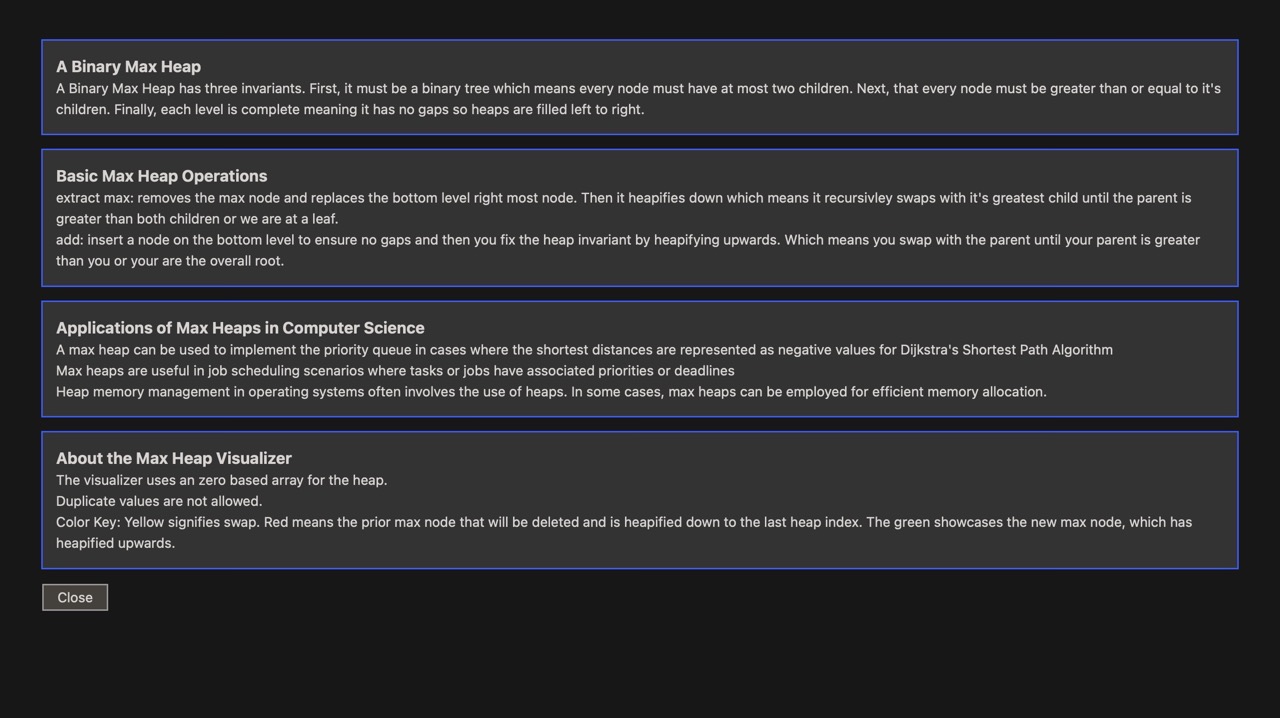 A Binary Max Heap
A Binary Max Heap has three invariants. First, it must be a binary tree which means every node must have at most two children. Next, that every node must be greater than or equal to it's
children. Finally, each level is complete meaning it has no gaps so heaps are filled left to right.
Basic Max Heap Operations
extract max: removes the max node and replaces the bottom level right most node. Then it heapifies down which means it recursivley swaps with it's greatest child until the parent is
greater than both children or we are at a leaf.
add: insert a node on the bottom level to ensure no gaps and then you fix the heap invariant by heapifying upwards. Which means you swap with the parent until your parent is greater
than you or your are the overall root.
Applications of Max Heaps in Computer Science
A max heap can be used to implement the priority queue in cases where the shortest distances are represented as negative values for Dijkstra's Shortest Path Algorithm
Max heaps are useful in job scheduling scenarios where tasks or jobs have associated priorities or deadlines
Heap memory management in operating systems often involves the use of heaps. In some cases, max heaps can be employed for efficient memory allocation.
About the Max Heap Visualizer
The visualizer uses an zero based array for the heap.
Duplicate values are not allowed.
Color Key: Yellow signifies swap. Red means the prior max node that will be deleted and is heapified down to the last heap index. The green showcases the new max node, which has
heapified upwards.
Close